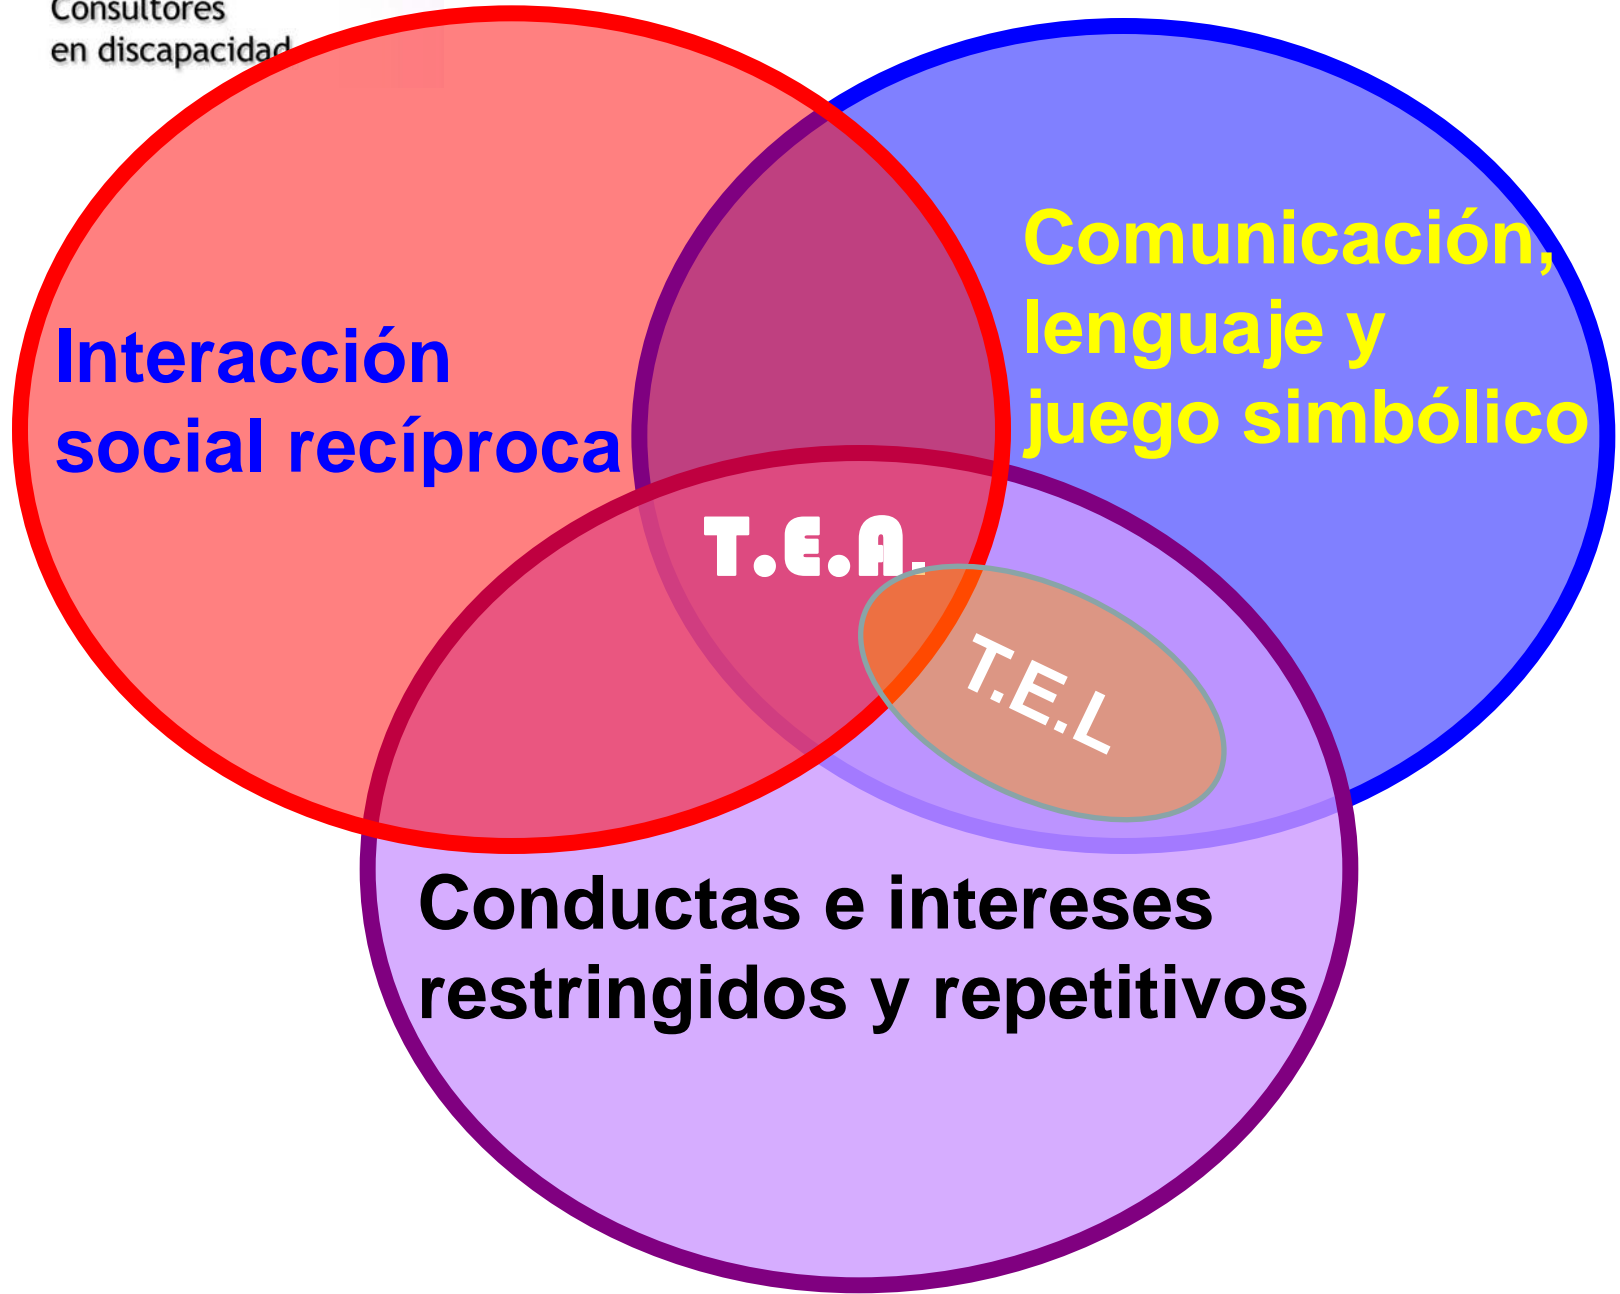 Consultores
en discapacidad
Interacción
social recíproca
Comunicación,
lenguaje y
juego simbólico
T.E.A.
T.E.L
Conductas e intereses
restringidos y repetitivos